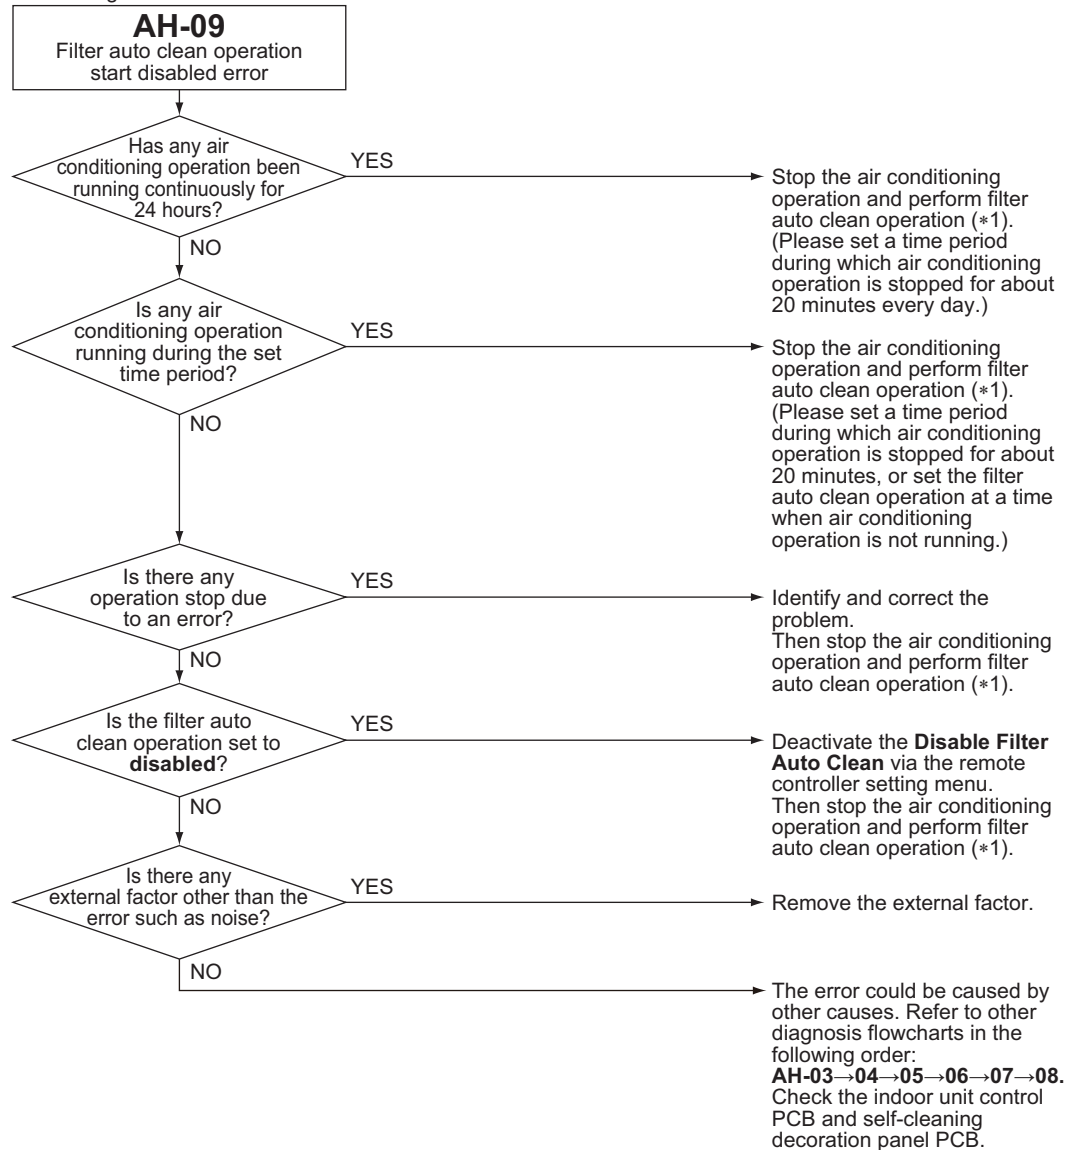 AH-09
Filter auto clean operation
start disabled error
Has any air
conditioning operation been
running continuously for
24 hours?
YES
Stop the air conditioning
operation and perform filter
auto clean operation (*1).
(Please set a time period
during which air conditioning
operation is stopped for about
20 minutes every day.)
NO
Is any air
conditioning operation
running during the set
time period?
YES
Stop the air conditioning
operation and perform filter
auto clean operation (*1).
(Please set a time period
during which air conditioning
operation is stopped for about
20 minutes, or set the filter
auto clean operation at a time
when air conditioning
operation is not running.)
NO
Is there any
operation stop due
to an error?
YES
Identify and correct the
problem.
Then stop the air conditioning
operation and perform filter
auto clean operation (*1).
NO
Is the filter auto
clean operation set to
disabled?
YES
Deactivate the Disable Filter
Auto Clean via the remote
controller setting menu.
Then stop the air conditioning
operation and perform filter
auto clean operation (*1).
NO
Is there any
external factor other than the
error such as noise?
YES
Remove the external factor.
NO
The error could be caused by
other causes. Refer to other
diagnosis flowcharts in the
following order:
AH-03→04→05→06→07→08.
Check the indoor unit control
PCB and self-cleaning
decoration panel PCB.